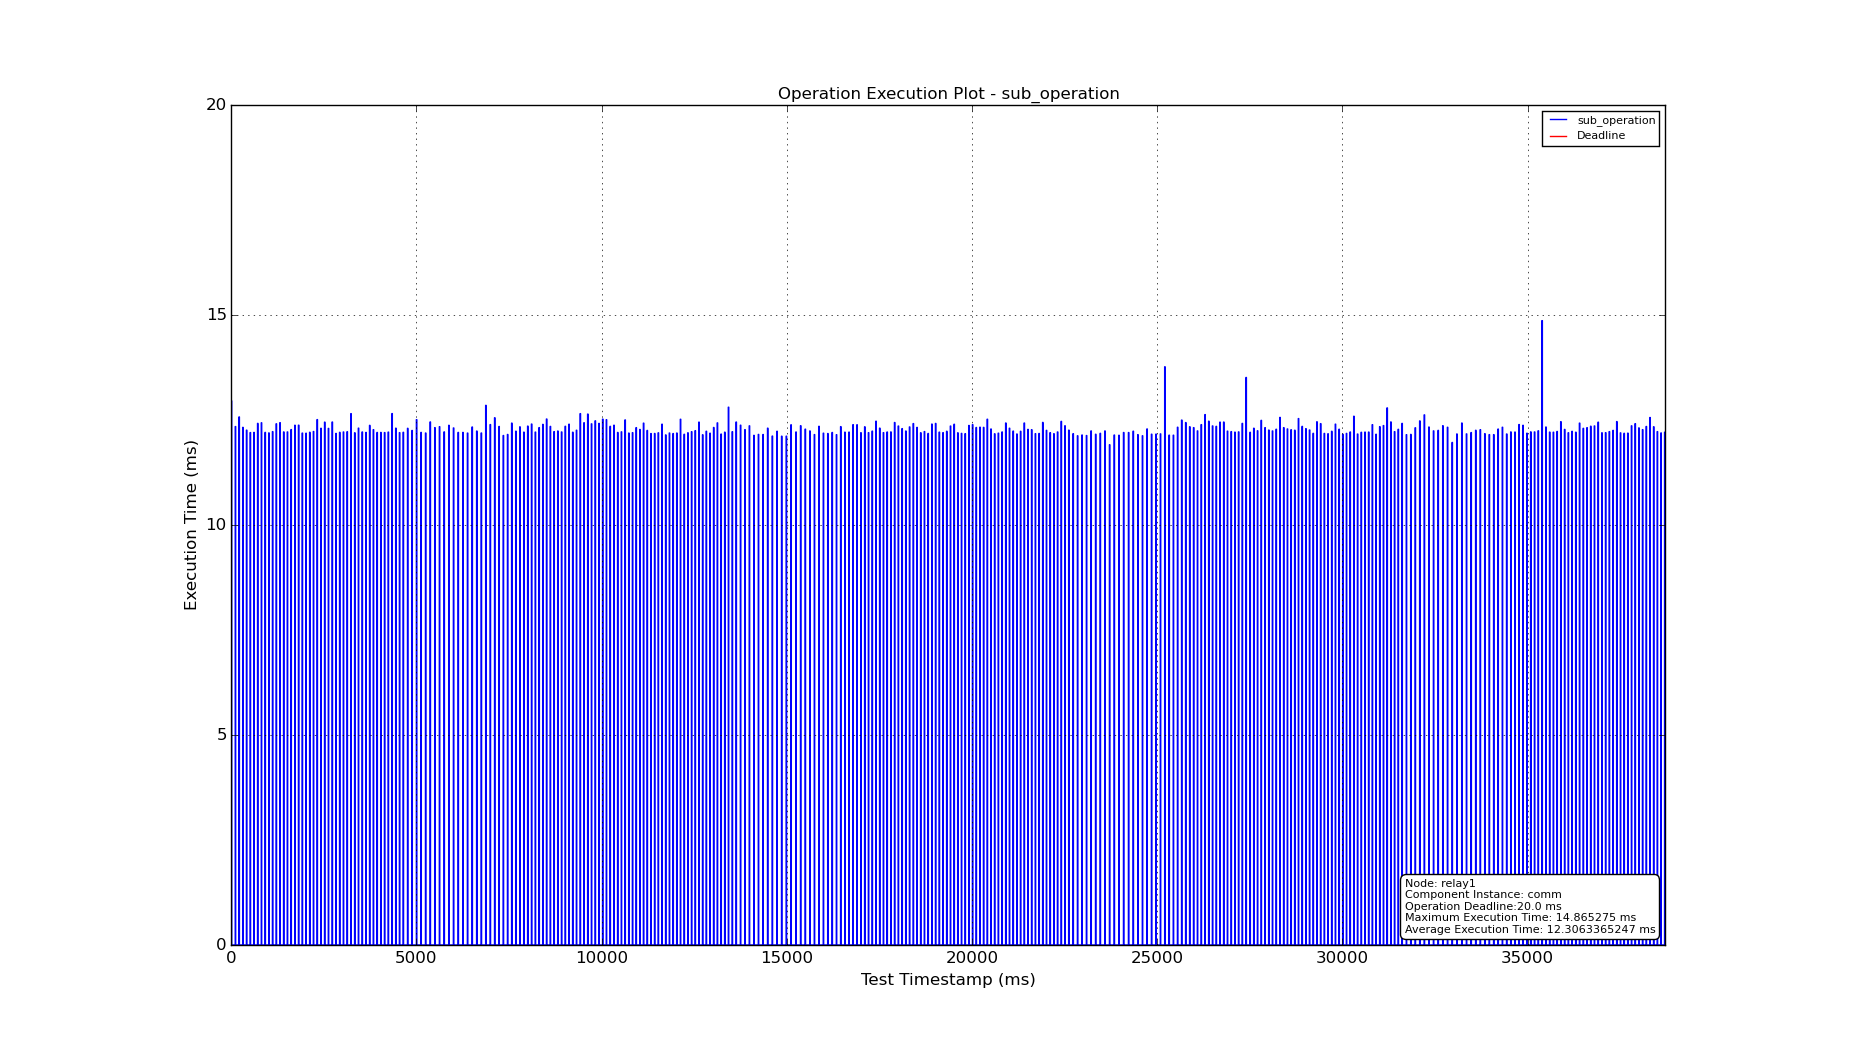 Operation Execution Plot - sub_operation
20
sub_operation
Deadline
15
Execution Time (ms)
10
5
Node: relay1
Component Instance: comm
Operation Deadline:20.0 ms
Maximum Execution Time: 14.865275 ms
Average Execution Time: 12.3063365247 ms
0
0 5000 10000 15000 20000 25000 30000 35000
Test Timestamp (ms)